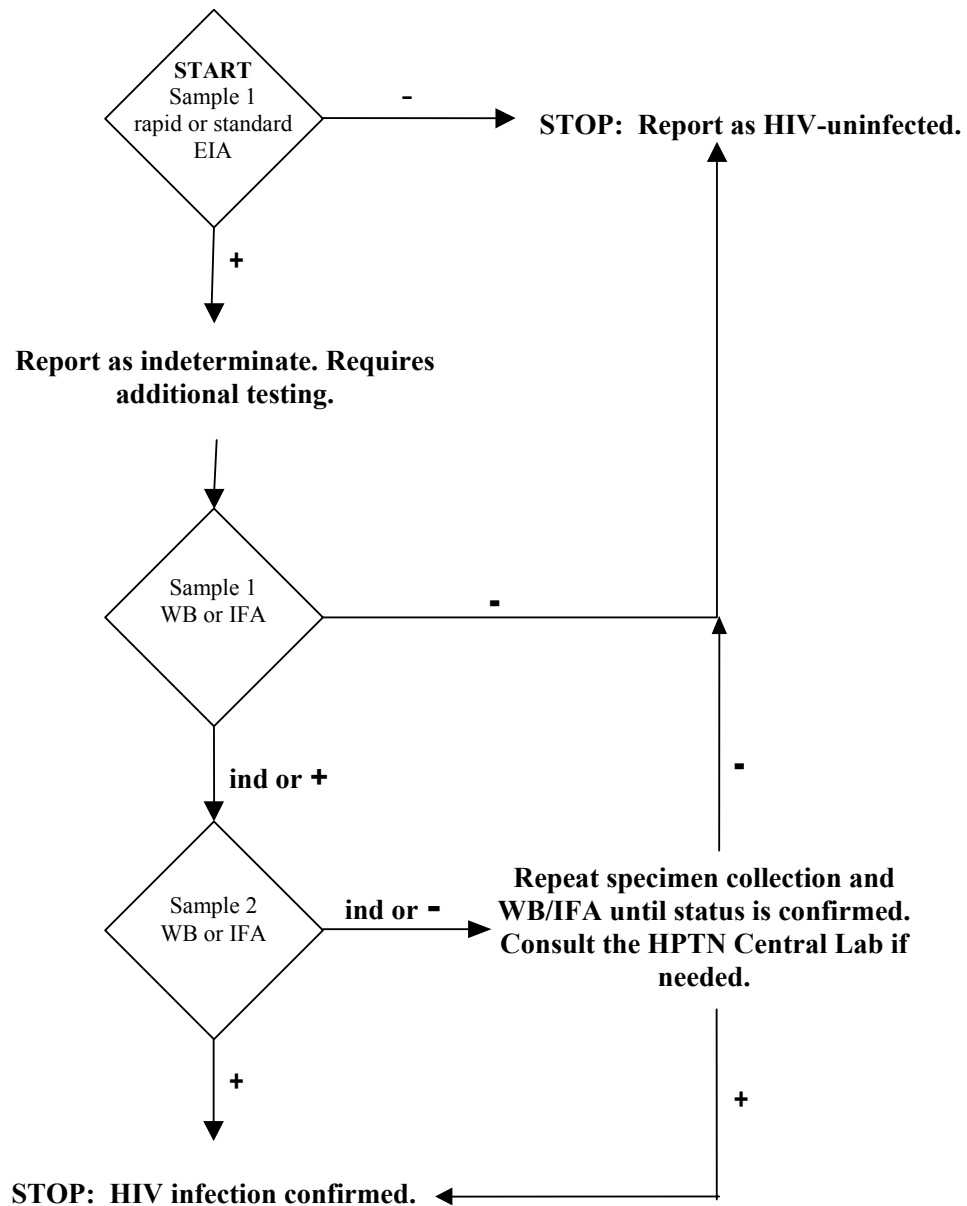 START
Sample 1
rapid or standard
EIA
-
STOP: Report as HIV-uninfected.
+
Report as indeterminate. Requires
additional testing.
Sample 1
WB or IFA
-
ind or +
-
Sample 2
WB or IFA
ind or -
Repeat specimen collection and
WB/IFA until status is confirmed.
Consult the HPTN Central Lab if
needed.
+
+
STOP: HIV infection confirmed.